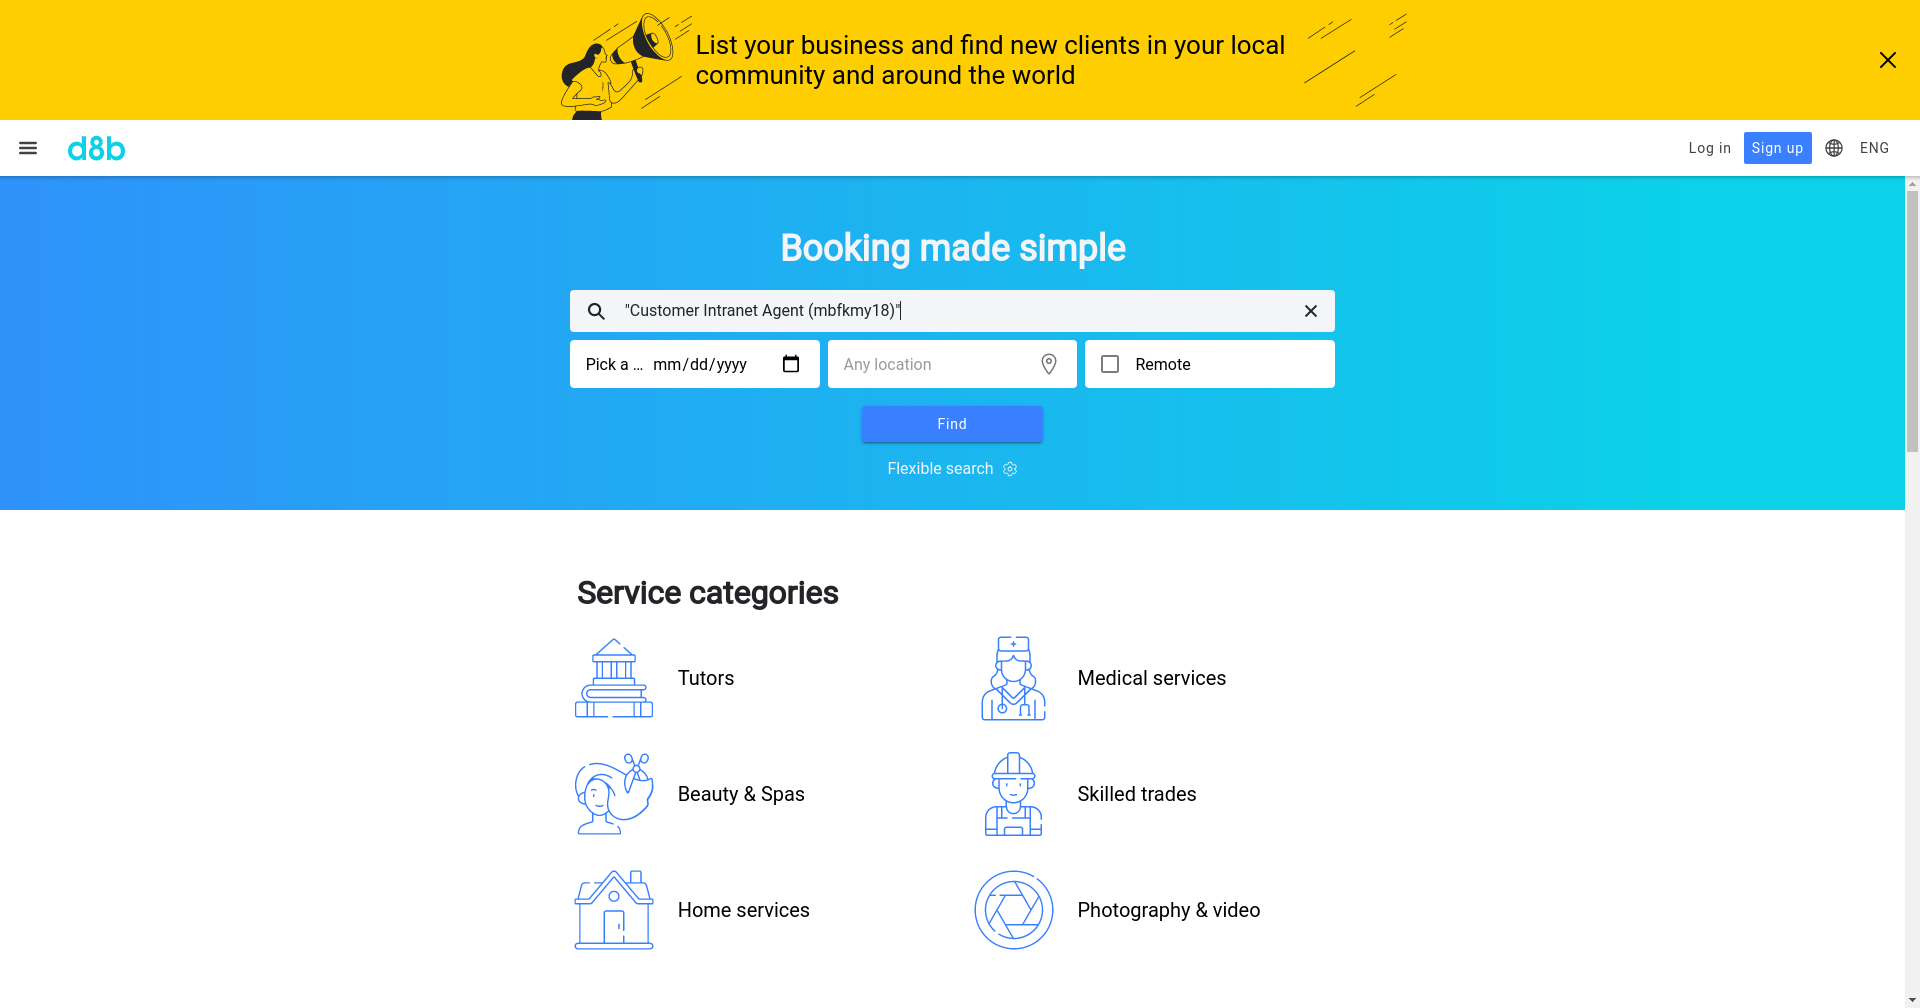 List your business and find new clients in your local
community and around the world
d8b
Log in
Sign up
ENG
Booking made simple
"Customer Intranet Agent (mbfkmy18)"
Pick a ...
mm/dd/yyyy
Any location
Remote
Find
Flexible search
Service categories
Tutors
Medical services
Beauty & Spas
Skilled trades
Home services
Photography & video